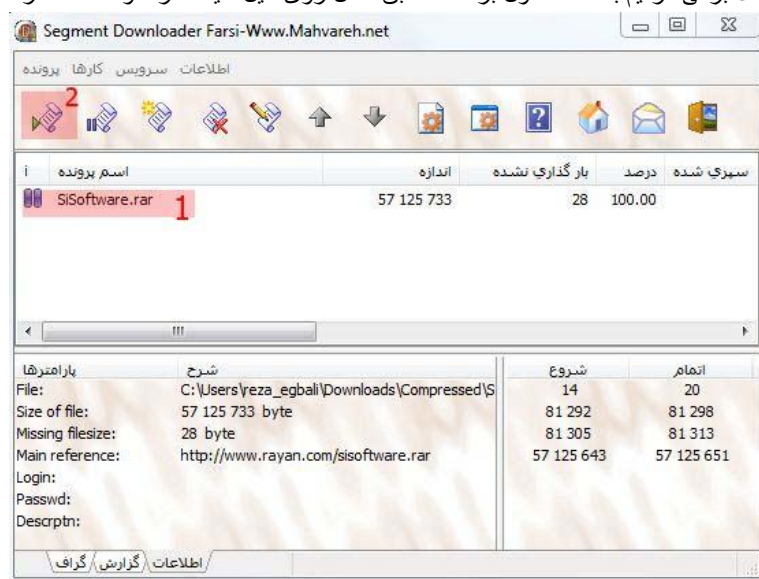 Segment Downloader Farsi-Www.Mahvareh.net
پرونده کارها سرویس اطلاعات
2
i اسم پرونده اندازه بار گذاري نشده درصد سپري شده
SiSoftware.rar 57 125 733 28 100.00
1
پارامترها شرح شروع اتمام
File: C:\Users\reza_egbali\Downloads\Compressed\S 14 20
Size of file: 57 125 733 byte 81 292 81 298
Missing filesize: 28 byte 81 305 81 313
Main reference: http://www.rayan.com/sisoftware.rar 57 125 643 57 125 651
Login:
Passwd:
Descrptn:
اطلاعات گزارش گراف